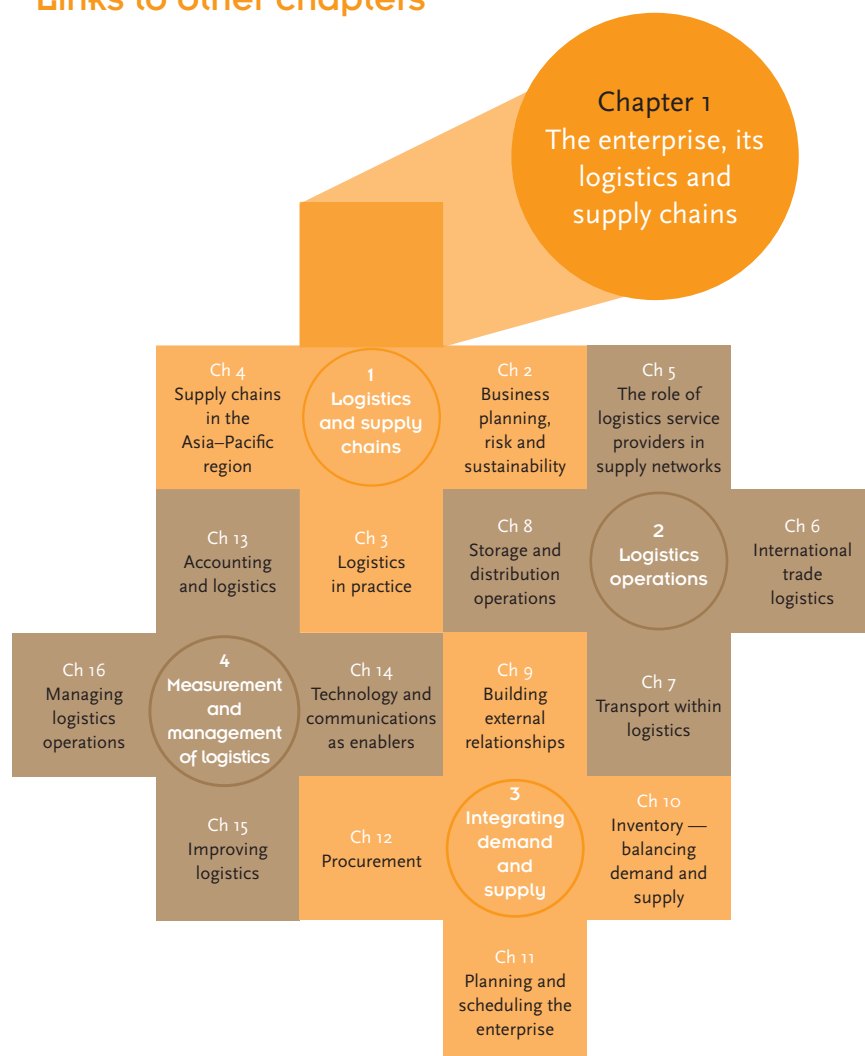 Links to other chapters
Chapter 1
The enterprise, its
logistics and
supply chains
Ch 4
Supply chains
in the
Asia–Pacific
region
1
Logistics
and supply
chains
Ch 2
Business
planning,
risk and
sustainability
Ch 5
The role of
logistics service
providers in
supply networks
Ch 13
Accounting
and logistics
Ch 3
Logistics
in practice
Ch 8
Storage and
distribution
operations
2
Logistics
operations
Ch 6
International
trade
logistics
Ch 16
Managing
logistics
operations
4
Measurement
and
management
of logistics
Ch 14
Technology and
communications
as enablers
Ch 9
Building
external
relationships
Ch 7
Transport within
logistics
Ch 15
Improving
logistics
Ch 12
Procurement
3
Integrating
demand
and
supply
Ch 10
Inventory —
balancing
demand and
supply
Ch 11
Planning and
scheduling the
enterprise